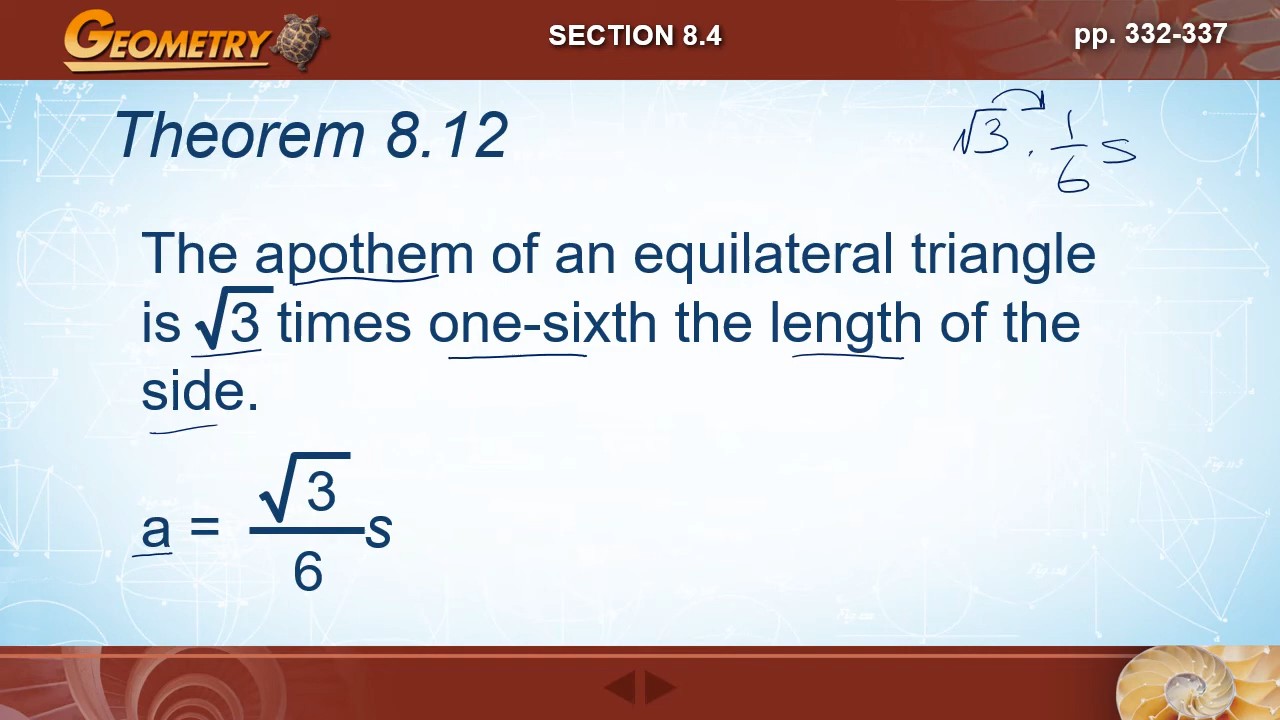 GEOMETRY
SECTION 8.4
pp. 332-337
Theorem 8.12
√3 · 1/6 s
The apothem of an equilateral triangle
is √3 times one-sixth the length of the
side.
a = √3/6 s